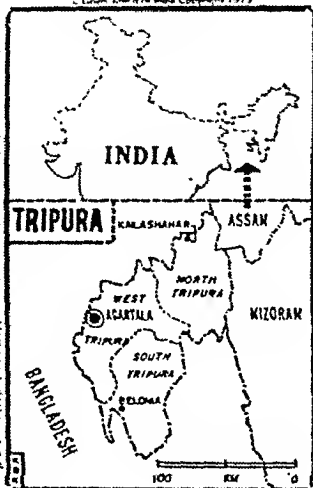 INDIA
TRIPURA
KALASHAHAR
ASSAM
NORTH
TRIPURA
WEST
AGARTALA
TRIPURA
MIZORAM
SOUTH
TRIPURA
BELONIA
BANGLADESH
100 KM 0